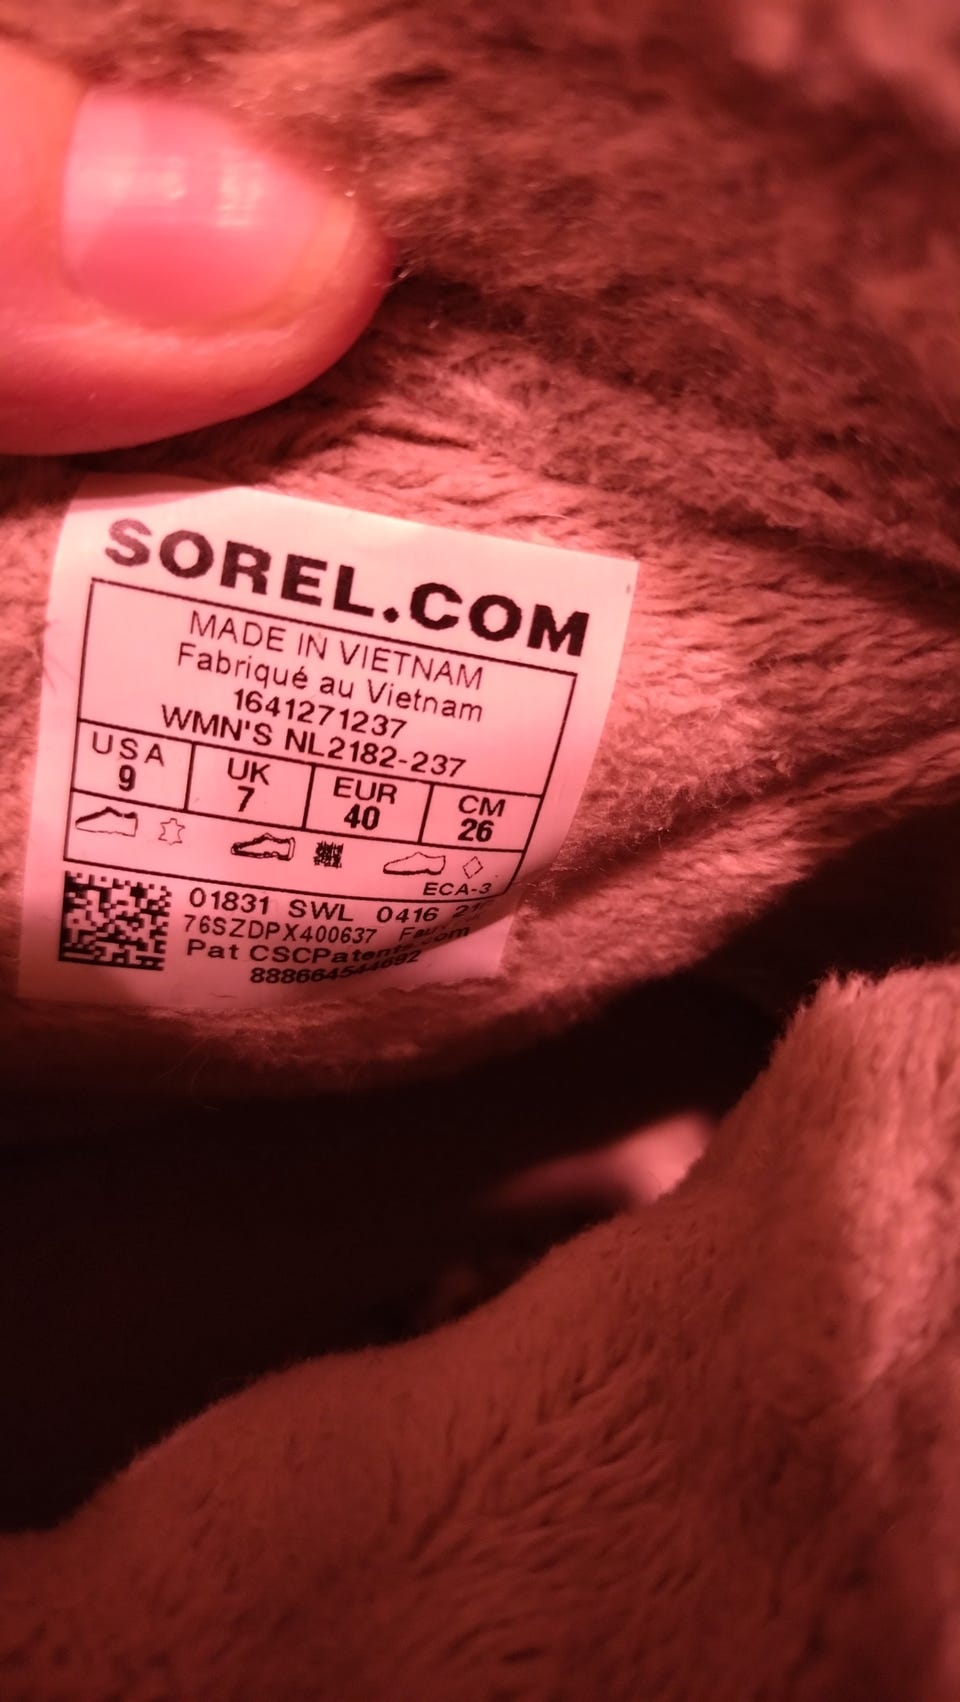 SOREL.COM
MADE IN VIETNAM
Fabriqué au Vietnam
1641271237
WMN'S NL2182-237
USA UK EUR CM
9 7 40 26
ECA-3
01831 SWL 0416
76SZDPX400637
Pat CSCPatents.com
888664544692